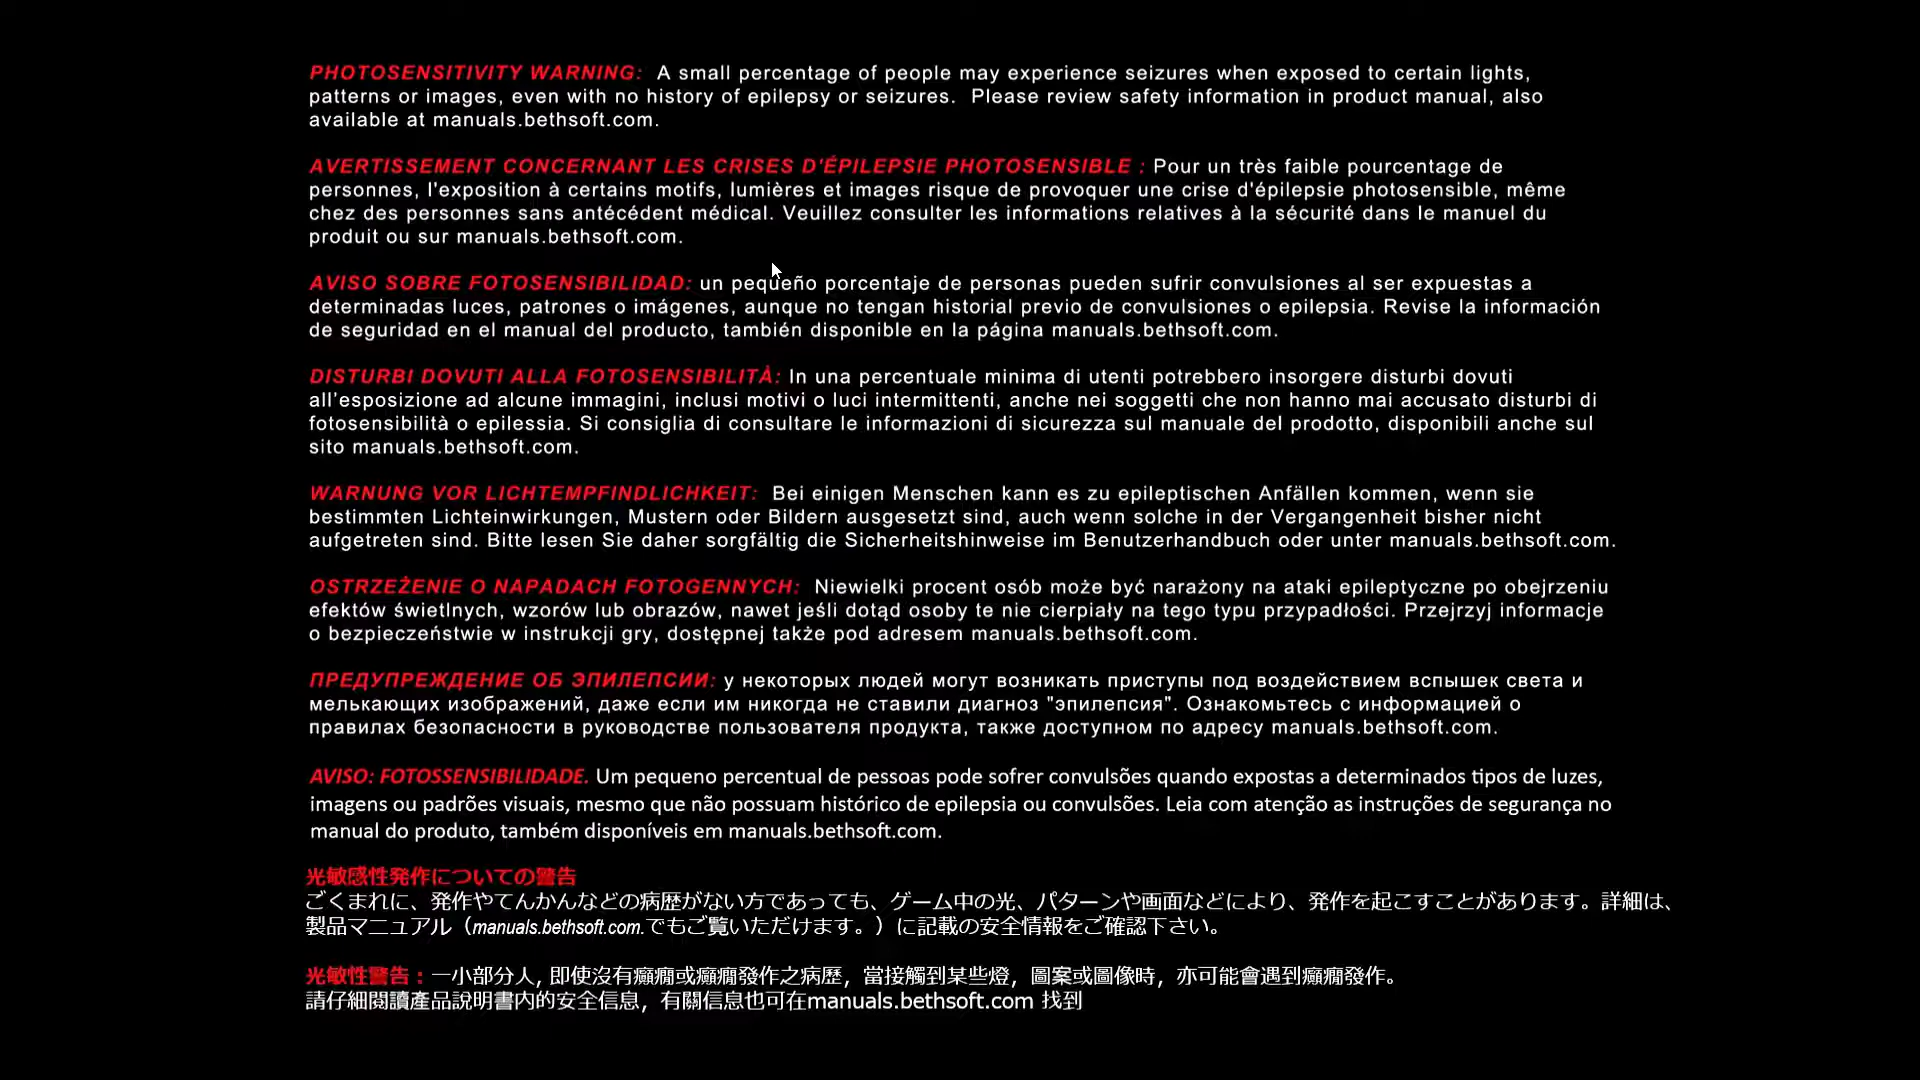 PHOTOSENSITIVITY WARNING: A small percentage of people may experience seizures when exposed to certain lights,
patterns or images, even with no history of epilepsy or seizures. Please review safety information in product manual, also
available at manuals.bethsoft.com.
AVERTISSEMENT CONCERNANT LES CRISES D'ÉPILEPSIE PHOTOSENSIBLE : Pour un très faible pourcentage de
personnes, l'exposition à certains motifs, lumières et images risque de provoquer une crise d'épilepsie photosensible, même
chez des personnes sans antécédent médical. Veuillez consulter les informations relatives à la sécurité dans le manuel du
produit ou sur manuals.bethsoft.com.
AVISO SOBRE FOTOSENSIBILIDAD: un pequeño porcentaje de personas pueden sufrir convulsiones al ser expuestas a
determinadas luces, patrones o imágenes, aunque no tengan historial previo de convulsiones o epilepsia. Revise la información
de seguridad en el manual del producto, también disponible en la página manuals.bethsoft.com.
DISTURBI DOVUTI ALLA FOTOSENSIBILITÀ: In una percentuale minima di utenti potrebbero insorgere disturbi dovuti
all’esposizione ad alcune immagini, inclusi motivi o luci intermittenti, anche nei soggetti che non hanno mai accusato disturbi di
fotosensibilità o epilessia. Si consiglia di consultare le informazioni di sicurezza sul manuale del prodotto, disponibili anche sul
sito manuals.bethsoft.com.
WARNUNG VOR LICHTEMPFINDLICHKEIT: Bei einigen Menschen kann es zu epileptischen Anfällen kommen, wenn sie
bestimmten Lichteinwirkungen, Mustern oder Bildern ausgesetzt sind, auch wenn solche in der Vergangenheit bisher nicht
aufgetreten sind. Bitte lesen Sie daher sorgfältig die Sicherheitshinweise im Benutzerhandbuch oder unter manuals.bethsoft.com.
OSTRZEŻENIE O NAPADACH FOTOGENNYCH: Niewielki procent osób może być narażony na ataki epileptyczne po obejrzeniu
efektów świetlnych, wzorów lub obrazów, nawet jeśli dotąd osoby te nie cierpiały na tego typu przypadłości. Przejrzyj informacje
o bezpieczeństwie w instrukcji gry, dostępnej także pod adresem manuals.bethsoft.com.
ПРЕДУПРЕЖДЕНИЕ ОБ ЭПИЛЕПСИИ: у некоторых людей могут возникать приступы под воздействием вспышек света и
мелькающих изображений, даже если им никогда не ставили диагноз "эпилепсия". Ознакомьтесь с информацией о
правилах безопасности в руководстве пользователя продукта, также доступном по адресу manuals.bethsoft.com.
AVISO: FOTOSSENSIBILIDADE. Um pequeno percentual de pessoas pode sofrer convulsões quando expostas a determinados tipos de luzes,
imagens ou padrões visuais, mesmo que não possuam histórico de epilepsia ou convulsões. Leia com atenção as instruções de segurança no
manual do produto, também disponíveis em manuals.bethsoft.com.
光敏感性発作についての警告
ごくまれに、発作やてんかんなどの病歴がない方であっても、ゲーム中の光、パターンや画面などにより、発作を起こすことがあります。詳細は、
製品マニュアル（manuals.bethsoft.com.でもご覧いただけます。）に記載の安全情報をご確認下さい。
光敏性警告：一小部分人, 即使沒有癲癇或癲癇發作之病歷，當接觸到某些燈，圖案或圖像時，亦可能會遇到癲癇發作。
請仔細閱讀產品說明書內的安全信息，有關信息也可在manuals.bethsoft.com 找到